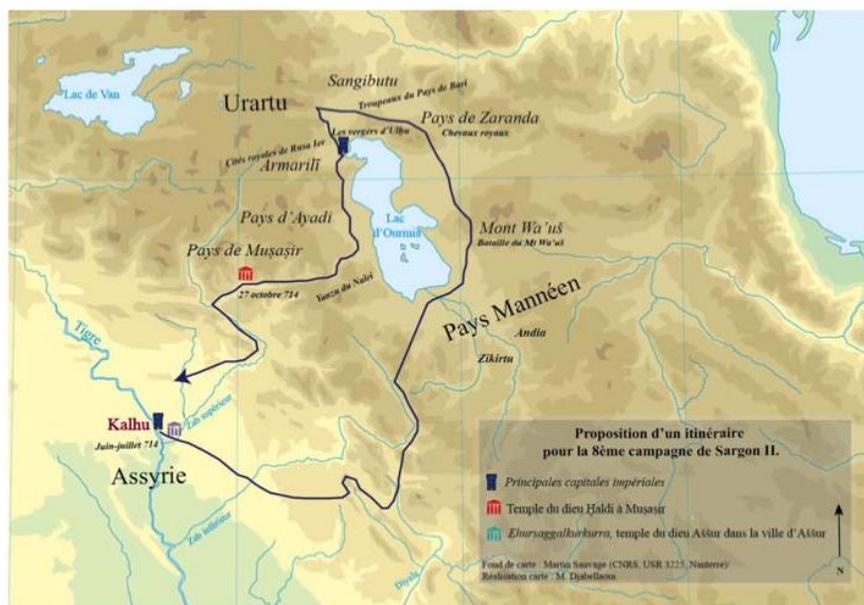 Sangibutu
Troupeaux du Pays de Bari
Lac de Van
Urartu
Pays de Zaranda
Chevaux royaux
Les vergers d'Ulhu
Cités royales de Rusa Ier
Armarilî
Pays d'Ayadi
Lac
d'Ourmia
Mont Wa'uš
Bataille du Mt Wa'uš
Pays de Muṣaṣir
27 octobre 714
Yanzu du Naïri
Pays Mannéen
Andia
Zikirtu
Tigre
Kalhu
Zab supérieur
Juin-juillet 714
Assyrie
Zab inférieur
Diyala
Proposition d'un itinéraire
pour la 8ème campagne de Sargon II.
Principales capitales impériales
Temple du dieu Ḫaldi à Muṣaṣir
Ehursaggalkurkurra, temple du dieu Aššur dans la ville d'Aššur
Fond de carte : Martin Sauvage (CNRS, USR 3225, Nanterre)/
Réalisation carte : M. Djabellaoui
N